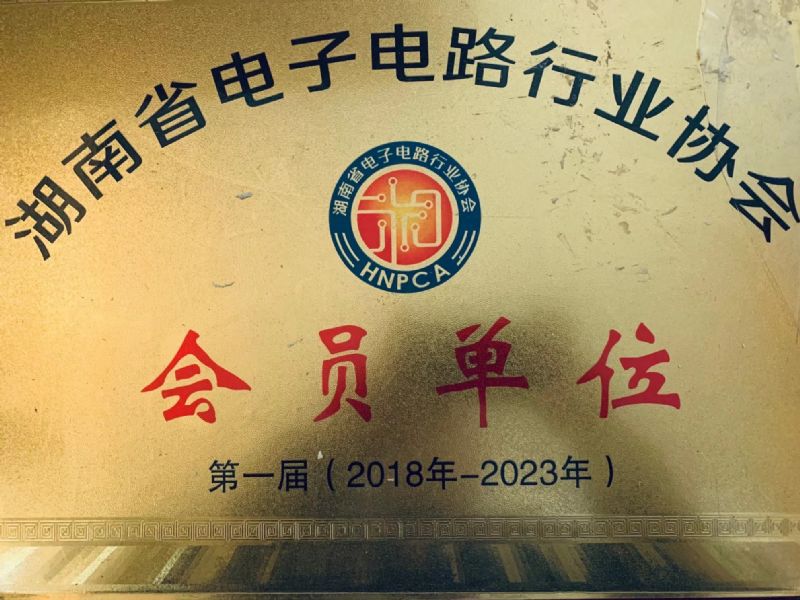 湖南省电子电路行业协会
湖南省电子电路行业协会
HNPCA
会员单位
第一届（2018年-2023年）